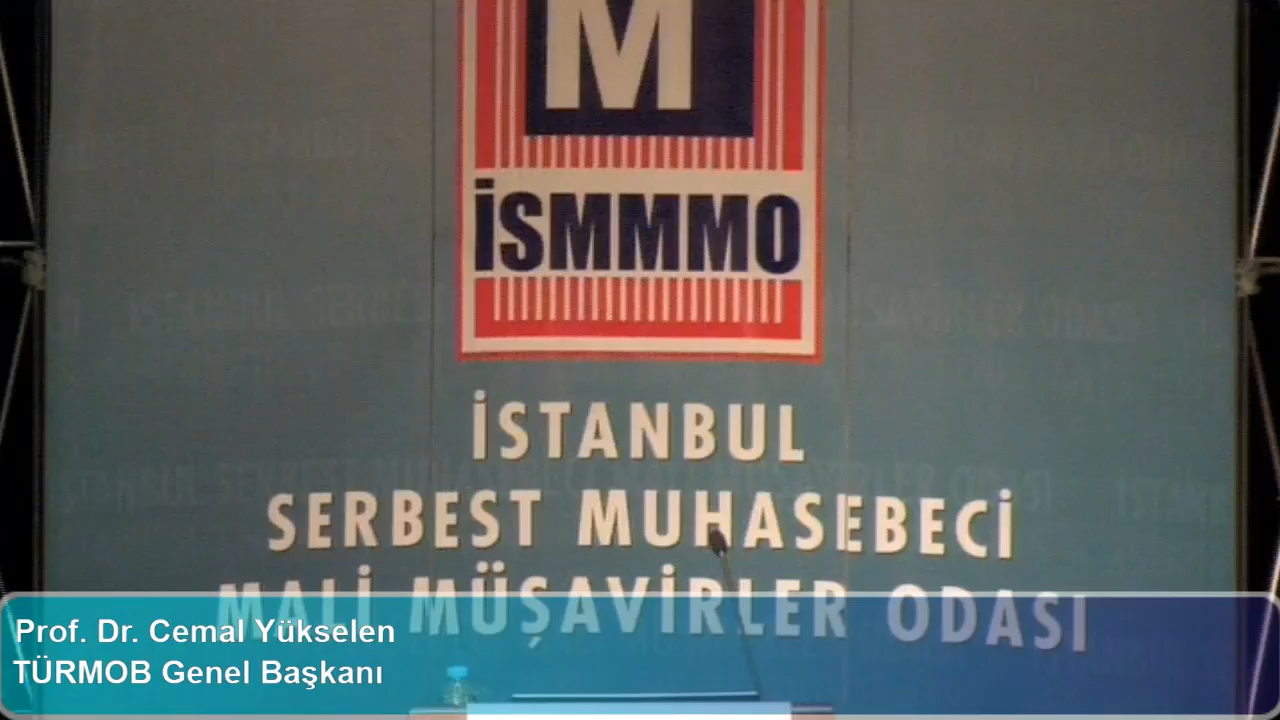 M
İSMMMO
İSTANBUL
SERBEST MUHASEBECİ
MALİ MÜŞAVİRLER ODASI
Prof. Dr. Cemal Yükselen
TÜRMOB Genel Başkanı